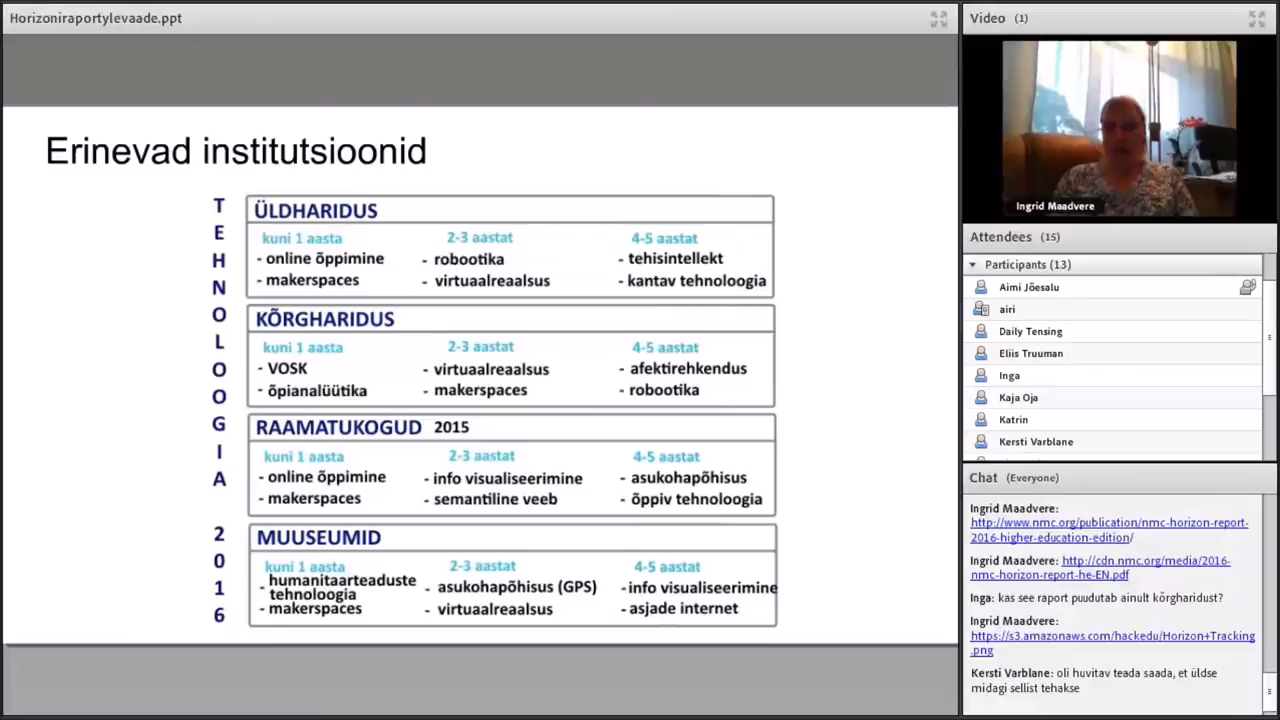 Horizoniraportylevaade.ppt
Erinevad institutsioonid
TEHNOLOOGIA 2016
ÜLDHARIDUS
kuni 1 aasta 2-3 aastat 4-5 aastat
- online õppimine - robootika - tehisintellekt
- makerspaces - virtuaalreaalsus - kantav tehnoloogia
KÕRGHARIDUS
kuni 1 aasta 2-3 aastat 4-5 aastat
- VOSK - virtuaalreaalsus - afektirehkendus
- õpianalüütika - makerspaces - robootika
RAAMATUKOGUD 2015
kuni 1 aasta 2-3 aastat 4-5 aastat
- online õppimine - info visualiseerimine - asukohapõhisus
- makerspaces - semantiline veeb - õppiv tehnoloogia
MUUSEUMID
kuni 1 aasta 2-3 aastat 4-5 aastat
- humanitaarteaduste tehnoloogia - asukohapõhisus (GPS) -info visualiseerimine
- makerspaces - virtuaalreaalsus - asjade internet
Video (1)
Ingrid Maadvere
Attendees (15)
Participants (13)
Aimi Jõesalu
airi
Daily Tensing
Eliis Truuman
Inga
Kaja Oja
Katrin
Kersti Varblane
Chat (Everyone)
Ingrid Maadvere:
http://www.nmc.org/publication/nmc-horizon-report-
2016-higher-education-edition/
Ingrid Maadvere: http://cdn.nmc.org/media/2016-
nmc-horizon-report-he-EN.pdf
Inga: kas see raport puudutab ainult kõrgharidust?
Ingrid Maadvere:
https://s3.amazonaws.com/hackedu/Horizon+Tracking
.png
Kersti Varblane: oli huvitav teada saada, et üldse
midagi sellist tehakse